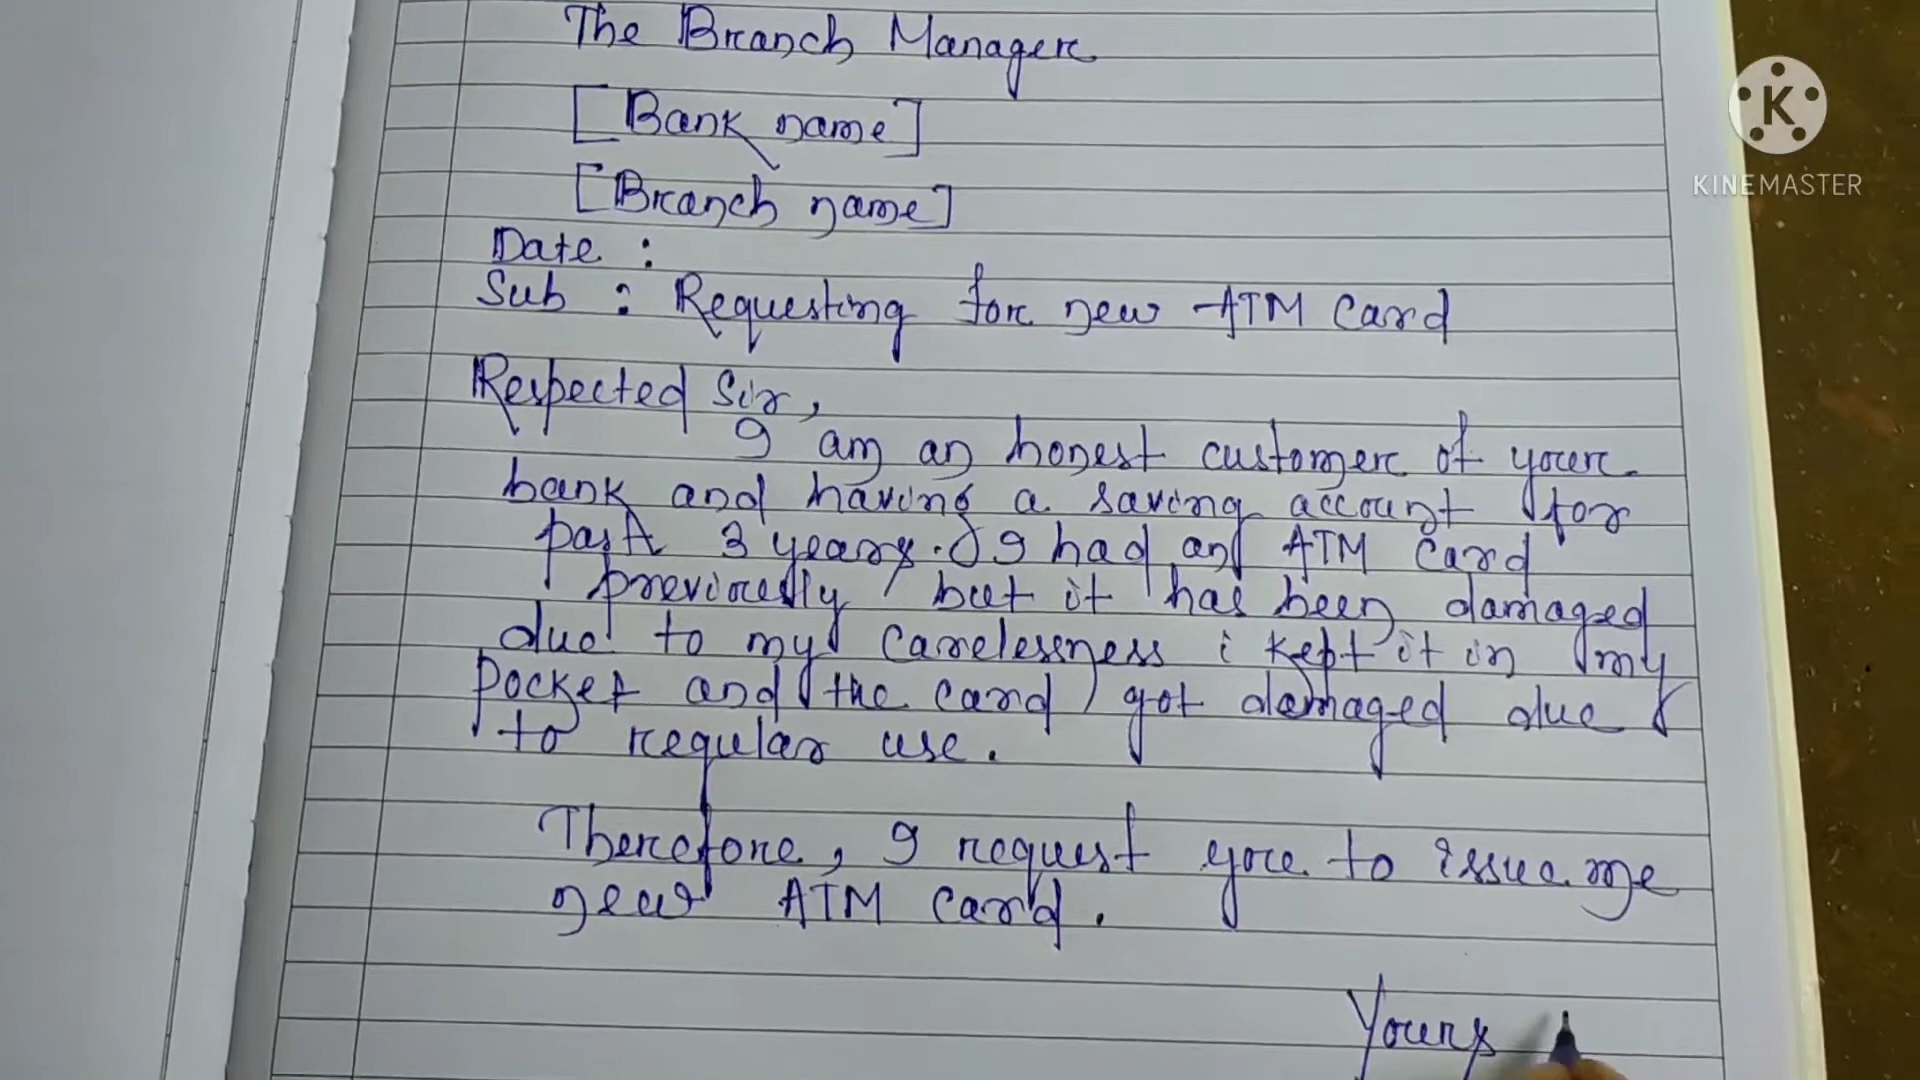 The Branch Manager
[Bank name]
[Branch name]
Date :
Sub : Requesting for new ATM Card
Respected Sir,
I am an honest customer of your
bank and having a saving account for
past 3 years. I had an ATM Card
previously, but it has been damaged
due to my carelessness i kept it in my
Pocket and the card got damaged due
to regular use.
Therefore, I request you to issue me
new ATM Card.
Yours
K
KINEMASTER